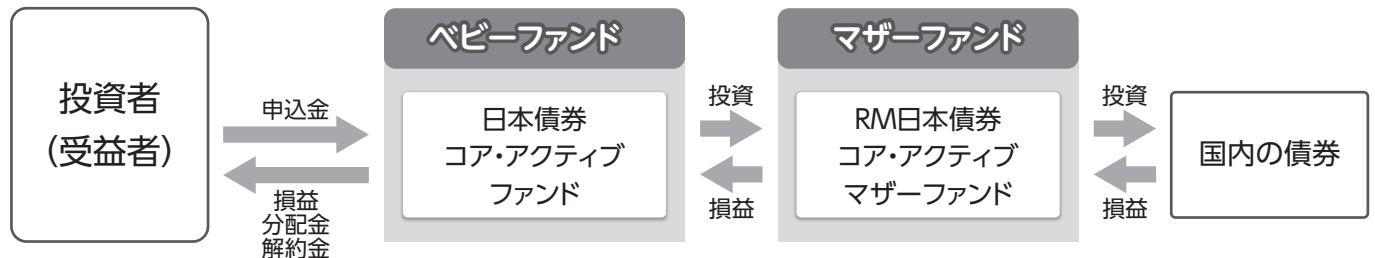 投資者
(受益者)
申込金
損益
分配金
解約金
ベビーファンド
日本債券
コア・アクティブ
ファンド
投資
損益
マザーファンド
RM日本債券
コア・アクティブ
マザーファンド
投資
損益
国内の債券